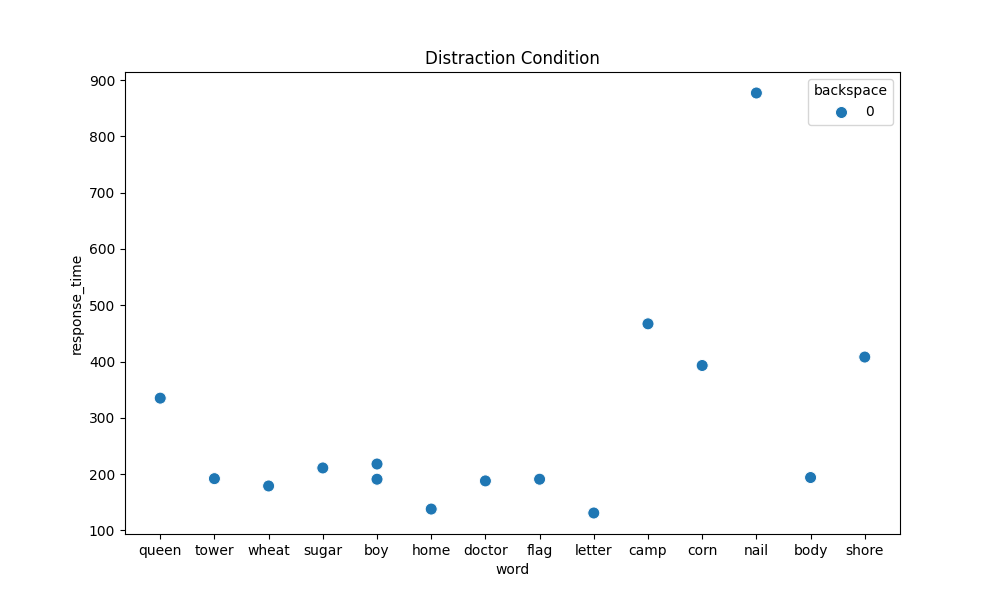 Distraction Condition
backspace
0
900
800
700
600
500
400
300
200
100
response_time
queen tower wheat sugar boy home doctor flag letter camp corn nail body shore
word